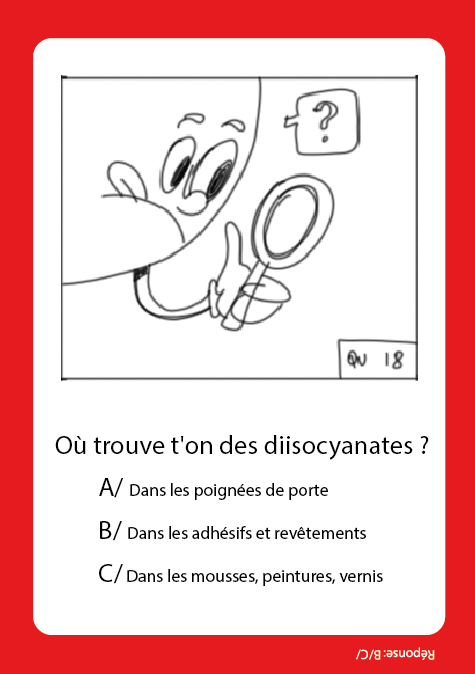 ?
QU 18
Où trouve t'on des diisocyanates ?
A/ Dans les poignées de porte
B/ Dans les adhésifs et revêtements
C/ Dans les mousses, peintures, vernis
Réponse: B/C/